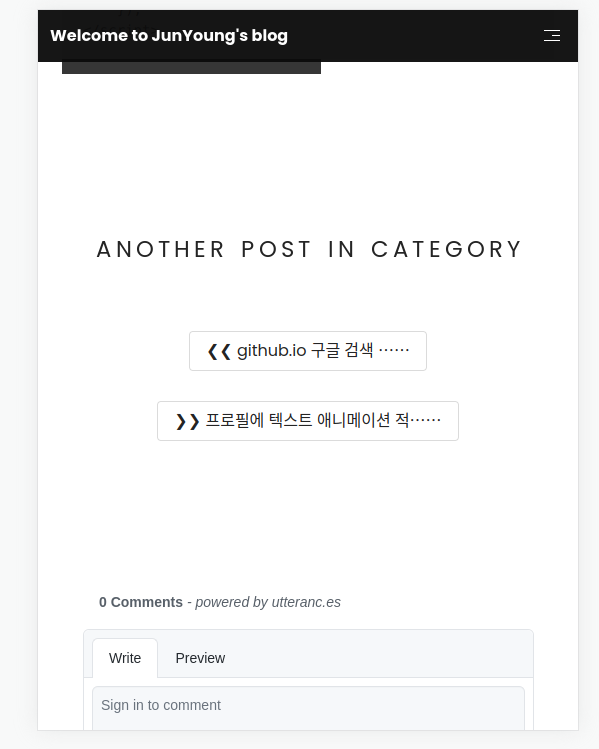 Welcome to JunYoung's blog
ANOTHER POST IN CATEGORY
❮❮ github.io 구글 검색 ⋯⋯
❯❯ 프로필에 텍스트 애니메이션 적⋯⋯
0 Comments - powered by utteranc.es
Write Preview
Sign in to comment